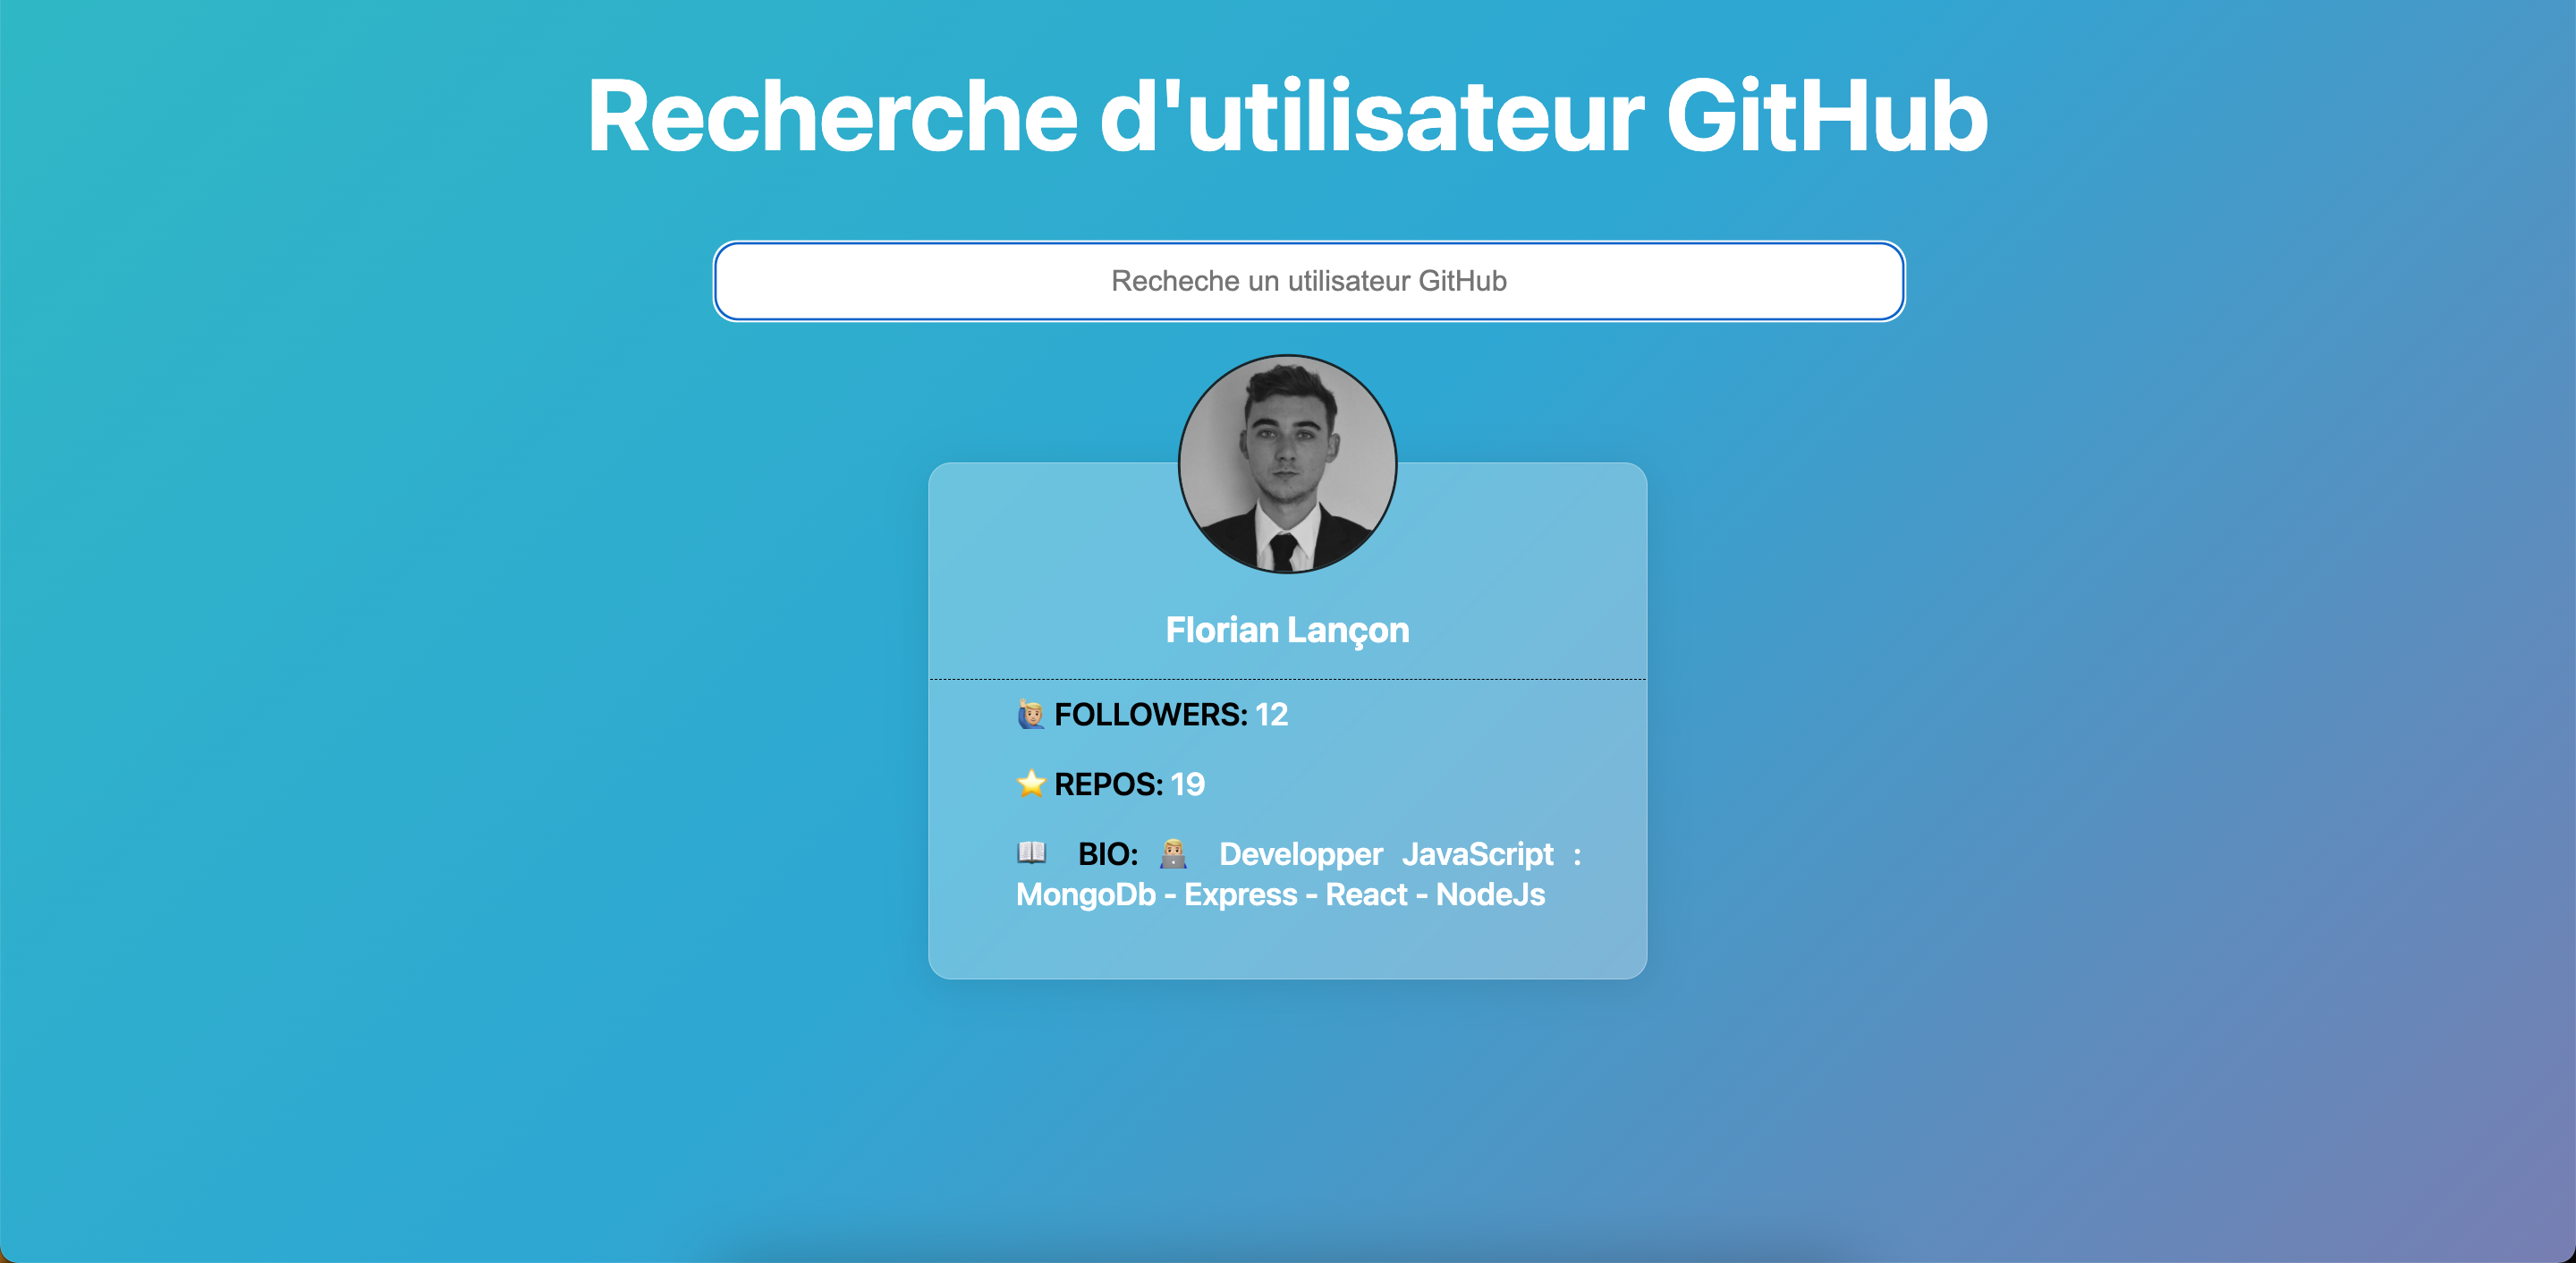 Recherche d'utilisateur GitHub
Recheche un utilisateur GitHub
Florian Lançon
🙋🏼‍♂️ FOLLOWERS: 12
⭐️ REPOS: 19
📖 BIO: 👨🏼‍💻 Developper JavaScript :
MongoDb - Express - React - NodeJs